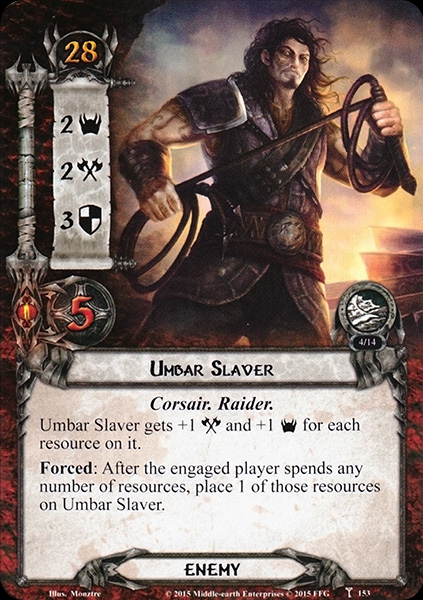 28
2
2
3
5
4/14
Umbar Slaver
Corsair. Raider.
Umbar Slaver gets +1 and +1 for each
resource on it.
Forced: After the engaged player spends any
number of resources, place 1 of those resources
on Umbar Slaver.
ENEMY
Illus. Monztre © 2015 Middle-earth Enterprises © 2015 FFG 153